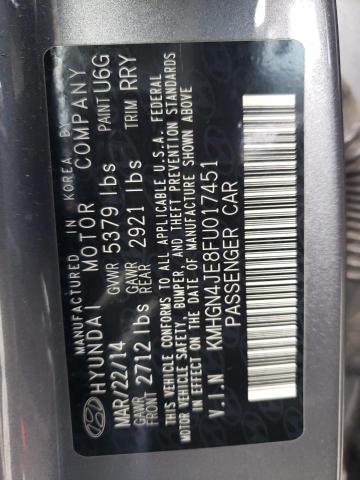 MANUFACTURED IN KOREA BY
HYUNDAI MOTOR COMPANY
MAR/22/14 GVWR 5379 lbs PAINT U6G
GAWR FRONT 2712 lbs GAWR REAR 2921 lbs TRIM RRY
THIS VEHICLE CONFORMS TO ALL APPLICABLE U.S.A. FEDERAL
MOTOR VEHICLE SAFETY, BUMPER, AND THEFT PREVENTION STANDARDS
IN EFFECT ON THE DATE OF MANUFACTURE SHOWN ABOVE
V.I.N KMHGN4JE8FU017451
PASSENGER CAR